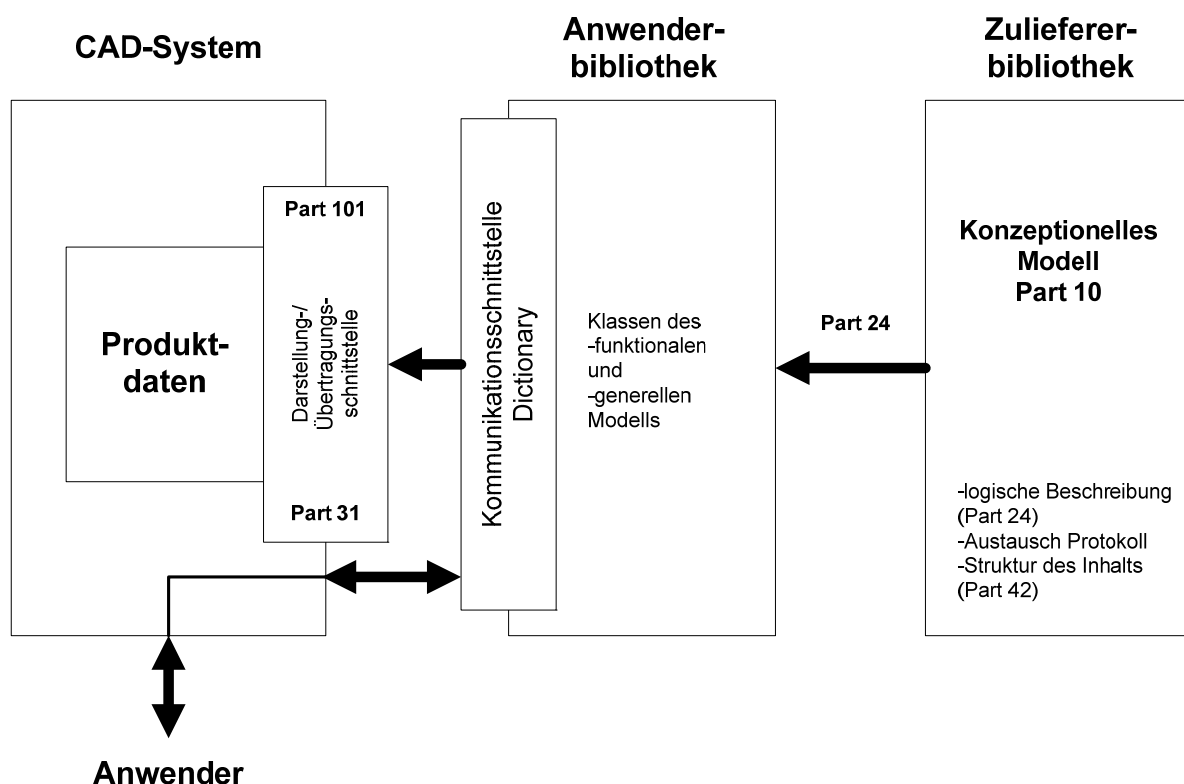 CAD-System
Anwender-
bibliothek
Zulieferer-
bibliothek
Part 101
Produkt-
daten
Darstellung-/
Übertragungs-
schnittstelle
Part 31
Kommunikationsschnittstelle
Dictionary
Klassen des
-funktionalen
und
-generellen
Modells
Part 24
Konzeptionelles
Modell
Part 10
-logische Beschreibung
(Part 24)
-Austausch Protokoll
-Struktur des Inhalts
(Part 42)
Anwender